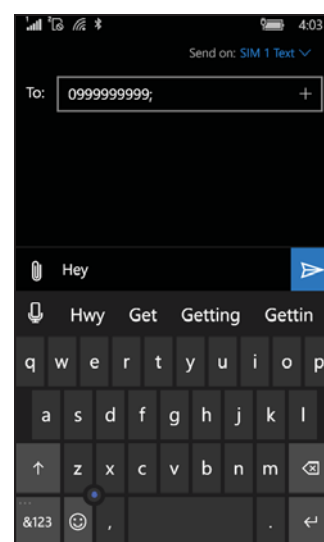 4:03
Send on: SIM 1 Text
To: 0999999999;
Hey
Hwy Get Getting Gettin
q w e r t y u i o p
a s d f g h j k l
z x c v b n m
&123 , .